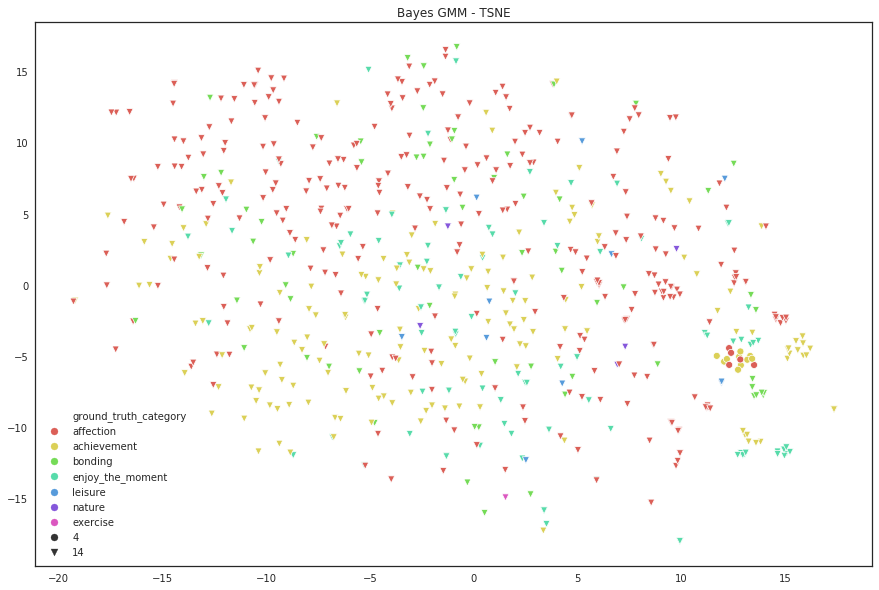 Bayes GMM - TSNE
15
10
5
0
−5
−10
−15
ground_truth_category
affection
achievement
bonding
enjoy_the_moment
leisure
nature
exercise
4
14
−20 −15 −10 −5 0 5 10 15